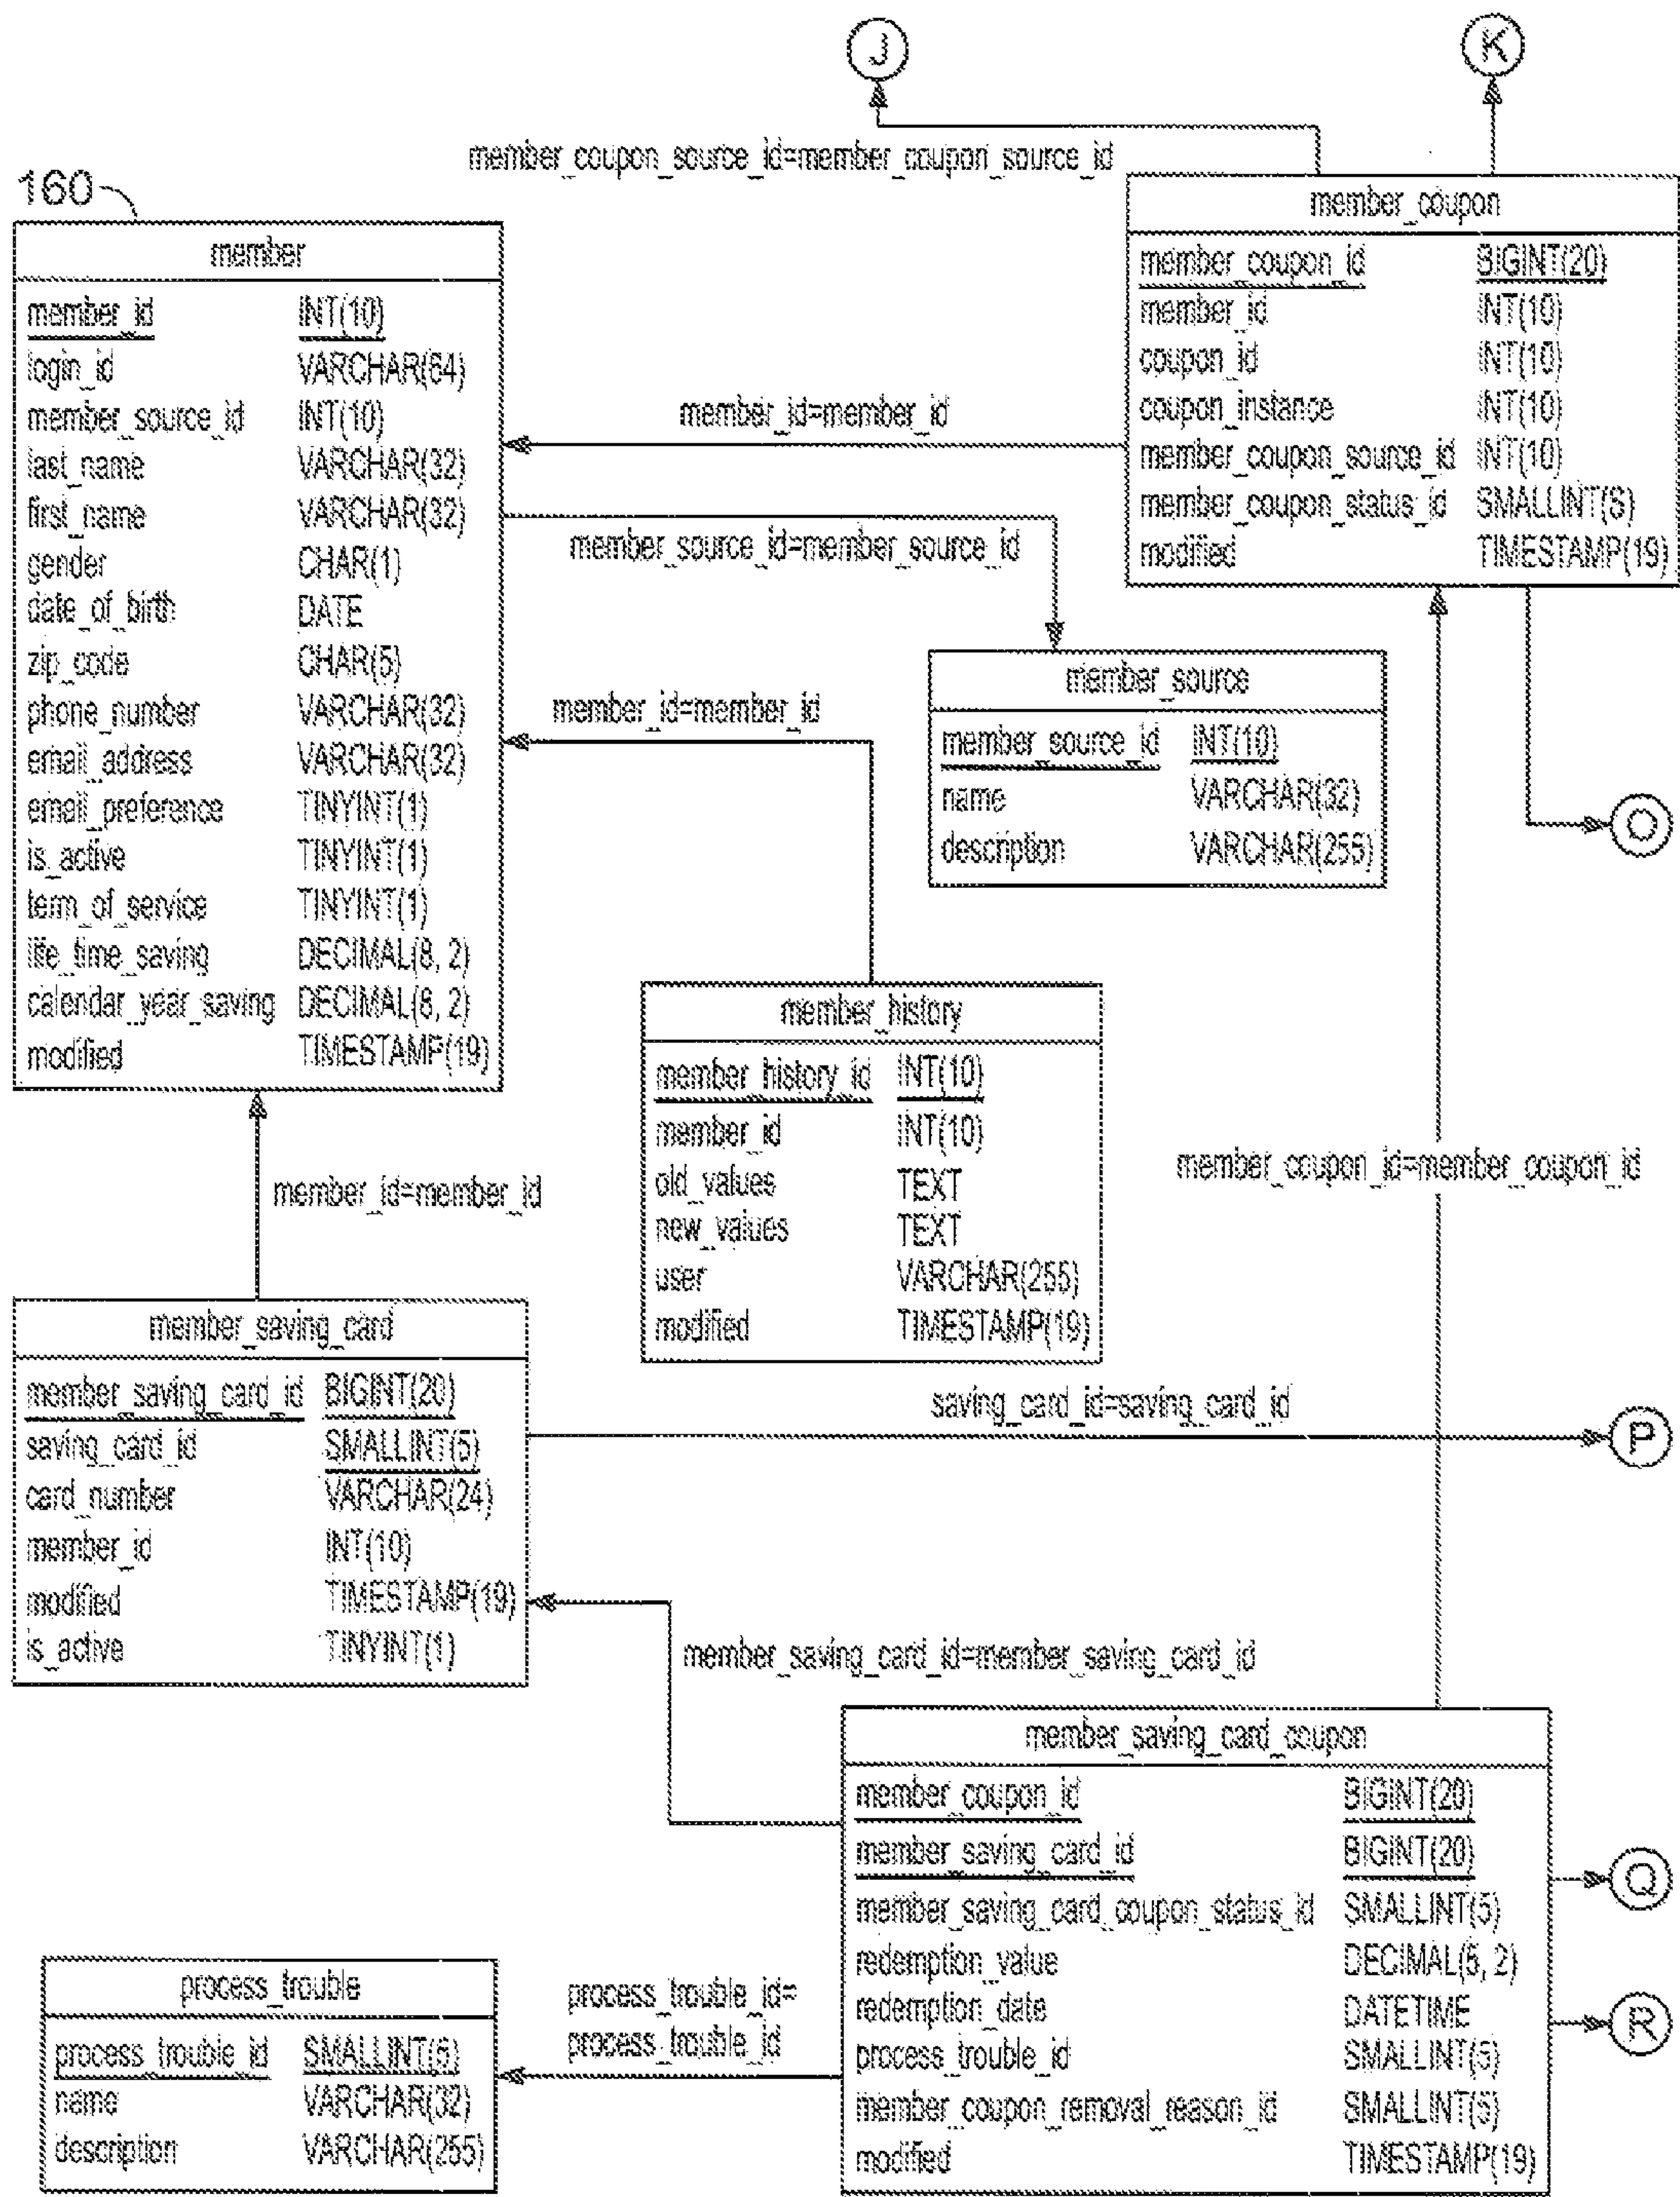 J
K
member_coupon_source_id=member_coupon_source_id
160
member
member_id INT(10)
login_id VARCHAR(64)
member_source_id INT(10)
last_name VARCHAR(32)
first_name VARCHAR(32)
gender CHAR(1)
date_of_birth DATE
zip_code CHAR(5)
phone_number VARCHAR(32)
email_address VARCHAR(32)
email_preference TINYINT(1)
is_active TINYINT(1)
term_of_service TINYINT(1)
life_time_saving DECIMAL(8, 2)
calendar_year_saving DECIMAL(8, 2)
modified TIMESTAMP(19)
member_coupon
member_coupon_id BIGINT(20)
member_id INT(10)
coupon_id INT(10)
coupon_instance INT(10)
member_coupon_source_id INT(10)
member_coupon_status_id
modified TIMESTAMP(19)
member_id=member_id
member_source_id=member_source_id
member_source
member_source_id INT(10)
name VARCHAR(32)
description VARCHAR(255)
O
member_id=member_id
member_history
member_history_id INT(10)
member_id INT(10)
old_values TEXT
new_values TEXT
user VARCHAR(255)
modified TIMESTAMP(19)
member_coupon_id=member_coupon_id
member_id=member_id
member_saving_card
member_saving_card_id BIGINT(20)
saving_card_id SMALLINT(5)
card_number VARCHAR(24)
member_id INT(10)
modified TIMESTAMP(19)
is_active TINYINT(1)
saving_card_id=saving_card_id
P
member_saving_card_id=member_saving_card_id
member_saving_card_coupon
member_coupon_id BIGINT(20)
member_saving_card_id BIGINT(20)
member_saving_card_coupon_status_id SMALLINT(5)
redemption_value
redemption_date DATETIME
process_trouble_id SMALLINT(5)
member_coupon_removal_reason_id SMALLINT(5)
modified TIMESTAMP(19)
Q
R
process_trouble
process_trouble_id
name VARCHAR(32)
description VARCHAR(255)
process_trouble_id=
process_trouble_id